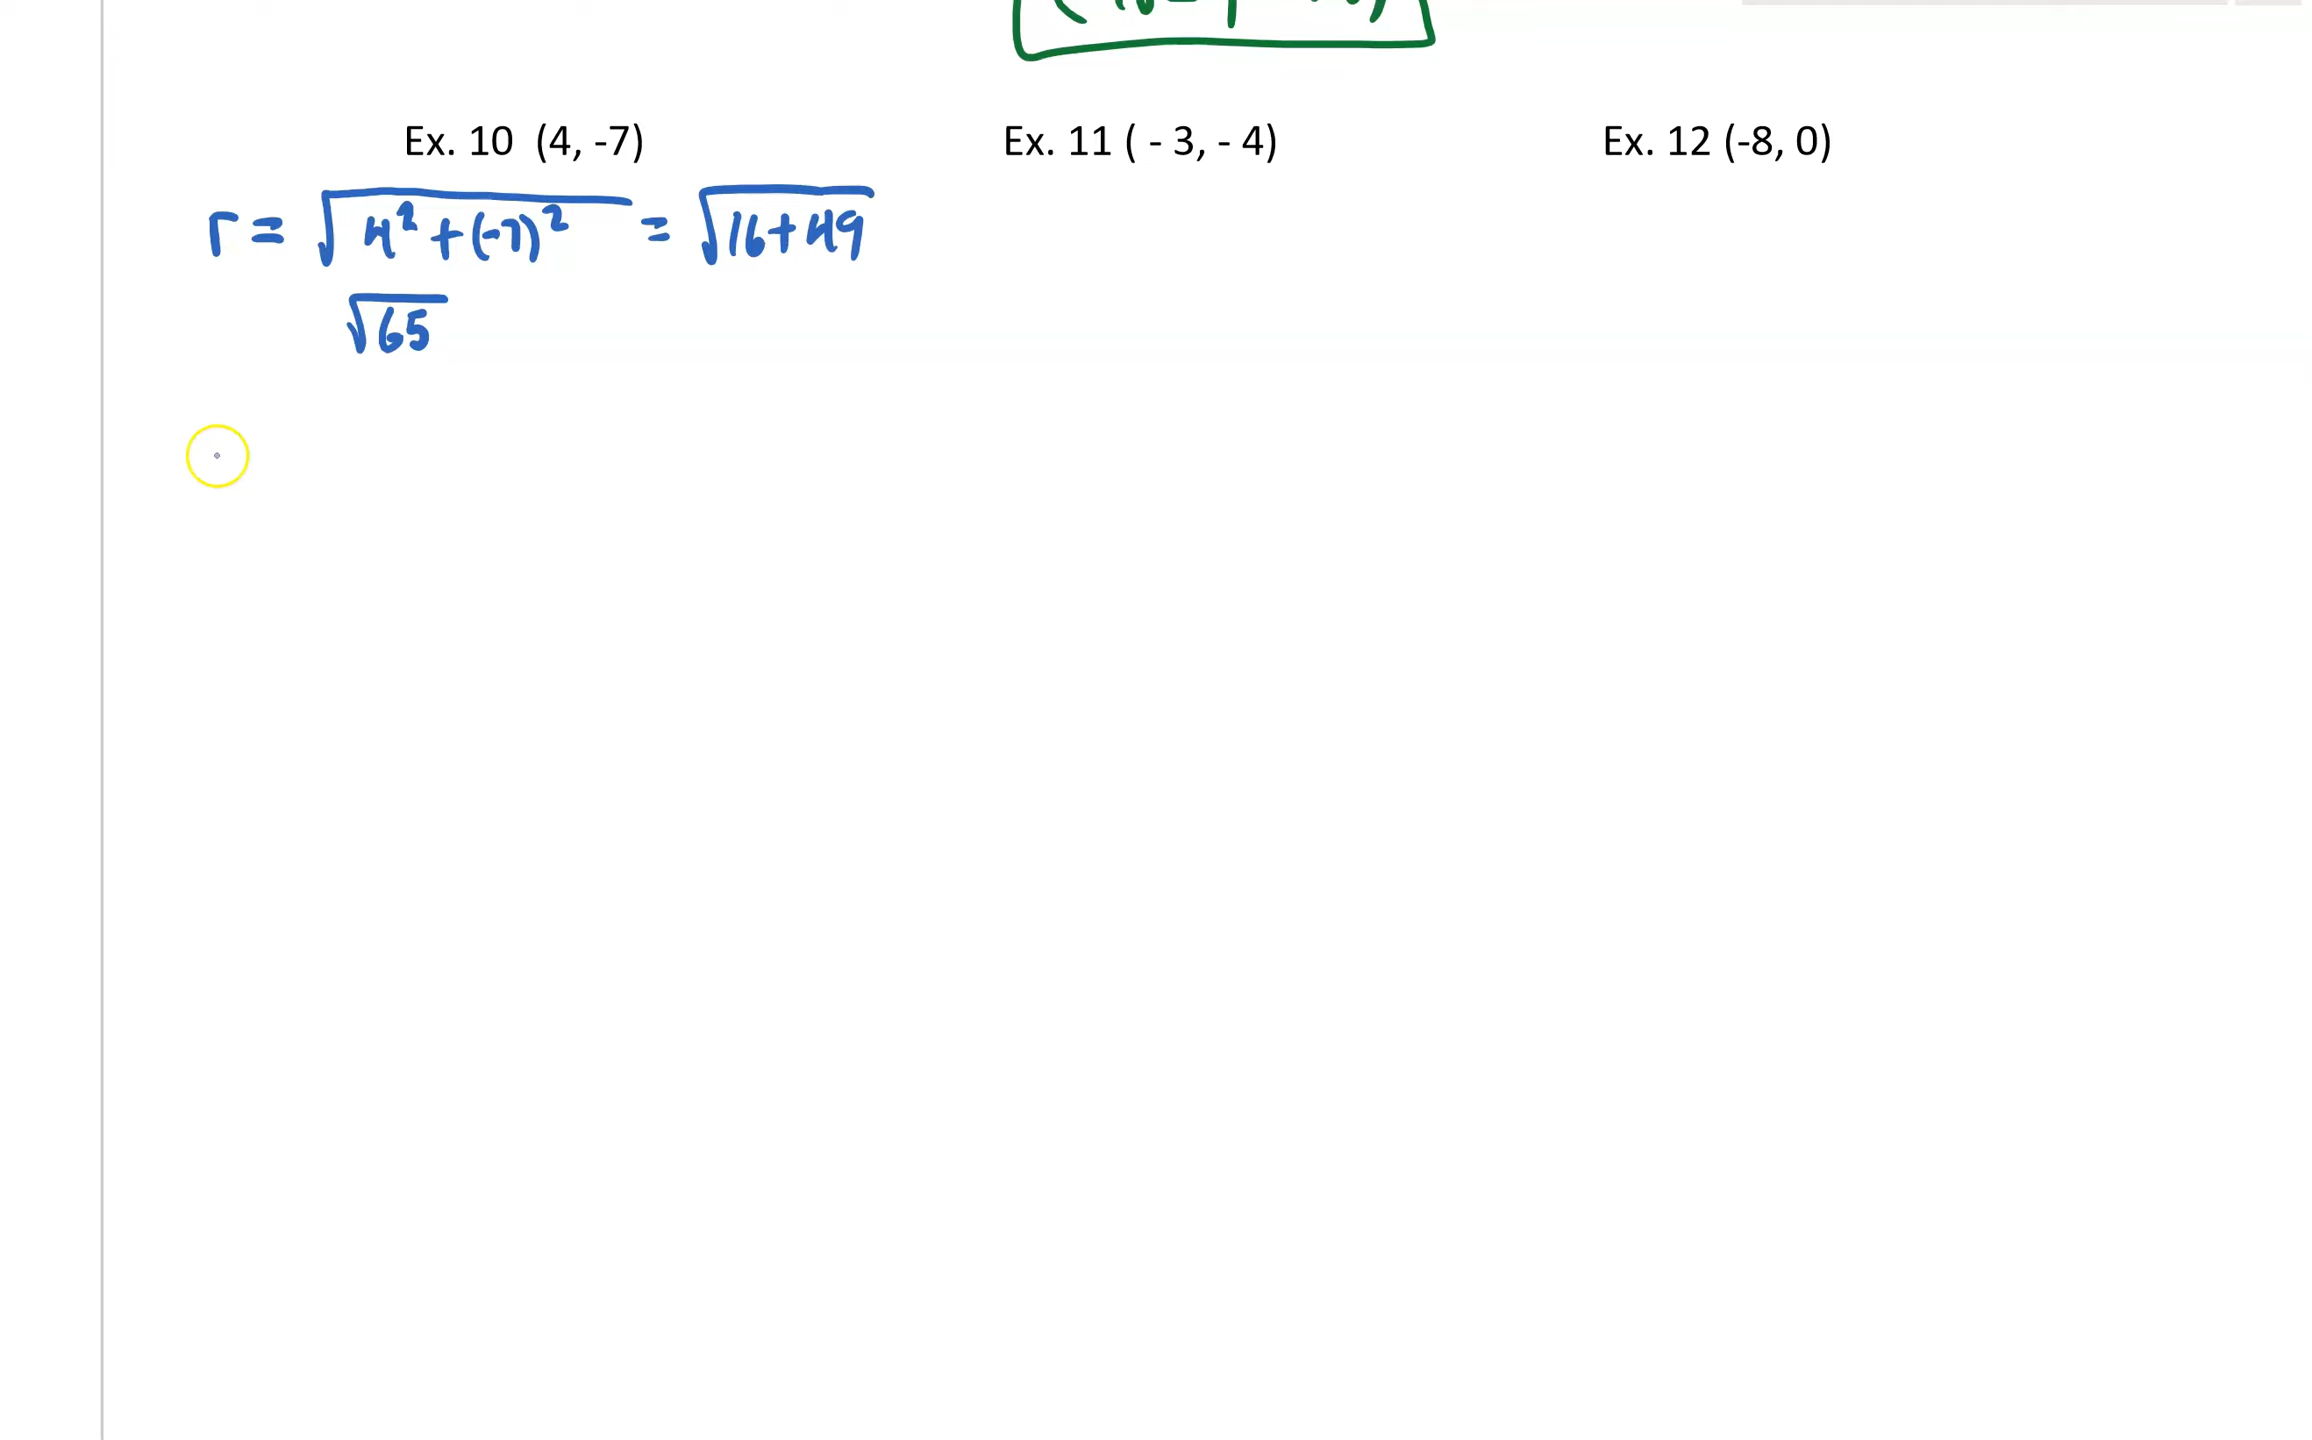 Ex. 10 (4, -7)
Ex. 11 ( - 3, - 4)
Ex. 12 (-8, 0)
r = √(4² + (-7)²) = √(16+49)
√65